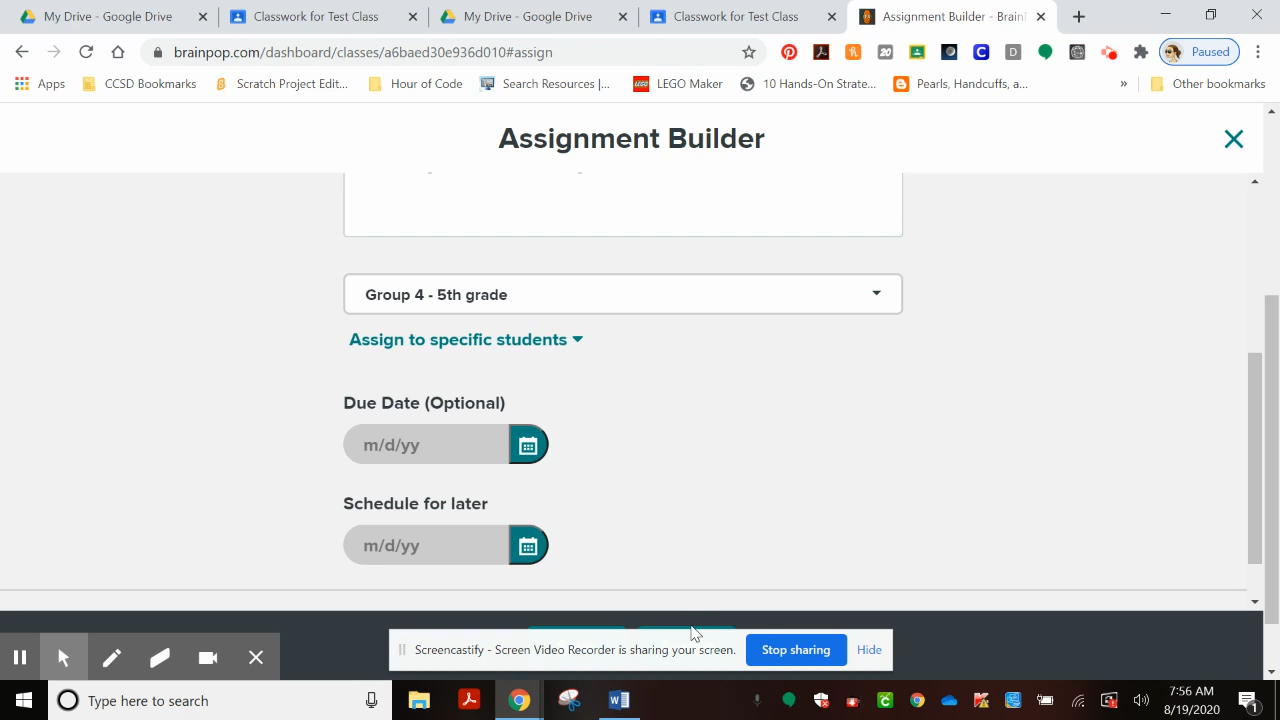 My Drive - Google Drive
Classwork for Test Class
My Drive - Google Drive
Classwork for Test Class
Assignment Builder - Brain
brainpop.com/dashboard/classes/a6baed30e936d010#assign
20
C
D
Paused
Apps
CCSD Bookmarks
Scratch Project Edit...
Hour of Code
Search Resources |...
LEGO Maker
10 Hands-On Strate...
Pearls, Handcuffs, a...
»
Other bookmarks
Assignment Builder
Group 4 - 5th grade
Assign to specific students
Due Date (Optional)
m/d/yy
Schedule for later
m/d/yy
Screencastify - Screen Video Recorder is sharing your screen.
Stop sharing
Hide
Type here to search
7:56 AM
8/19/2020
1